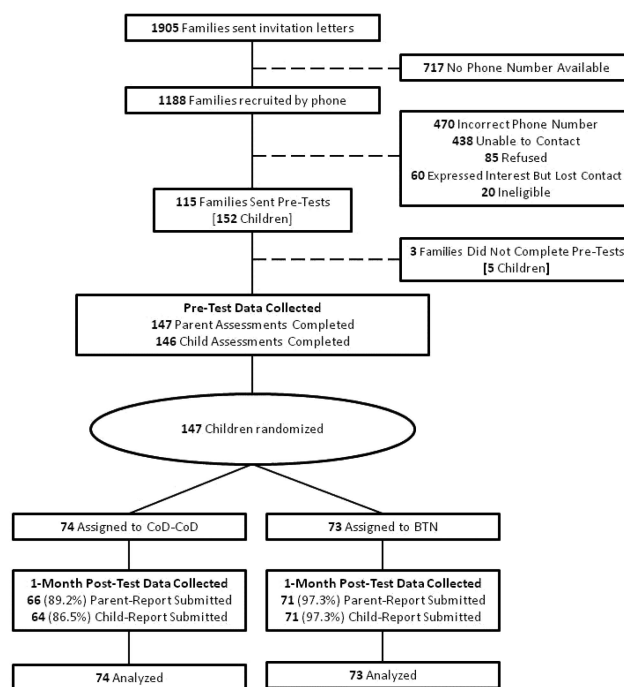 1905 Families sent invitation letters
717 No Phone Number Available
1188 Families recruited by phone
470 Incorrect Phone Number
438 Unable to Contact
85 Refused
60 Expressed Interest But Lost Contact
20 Ineligible
115 Families Sent Pre-Tests
[152 Children]
3 Families Did Not Complete Pre-Tests
[5 Children]
Pre-Test Data Collected
147 Parent Assessments Completed
146 Child Assessments Completed
147 Children randomized
74 Assigned to CoD-CoD
73 Assigned to BTN
1-Month Post-Test Data Collected
66 (89.2%) Parent-Report Submitted
64 (86.5%) Child-Report Submitted
1-Month Post-Test Data Collected
71 (97.3%) Parent-Report Submitted
71 (97.3%) Child-Report Submitted
74 Analyzed
73 Analyzed